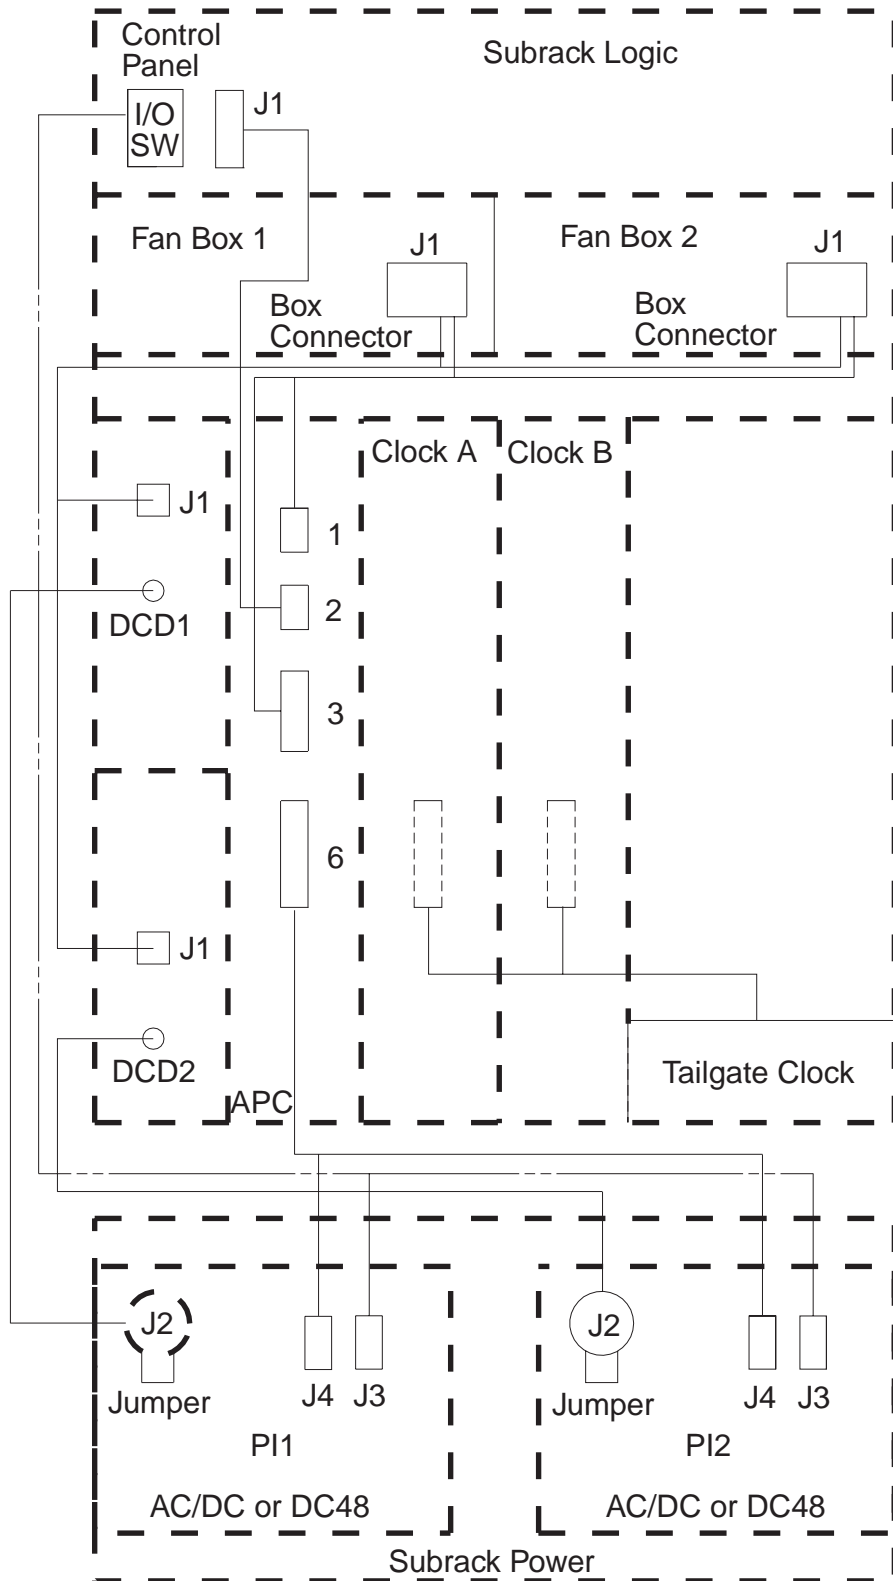 Control
Panel
Subrack Logic
I/O
SW
J1
Fan Box 1
J1
Fan Box 2
J1
Box
Connector
Box
Connector
Clock A
Clock B
J1
1
DCD1
2
3
6
J1
DCD2
APC
Tailgate Clock
J2
Jumper
J4
J3
J2
Jumper
J4
J3
PI1
PI2
AC/DC or DC48
AC/DC or DC48
Subrack Power